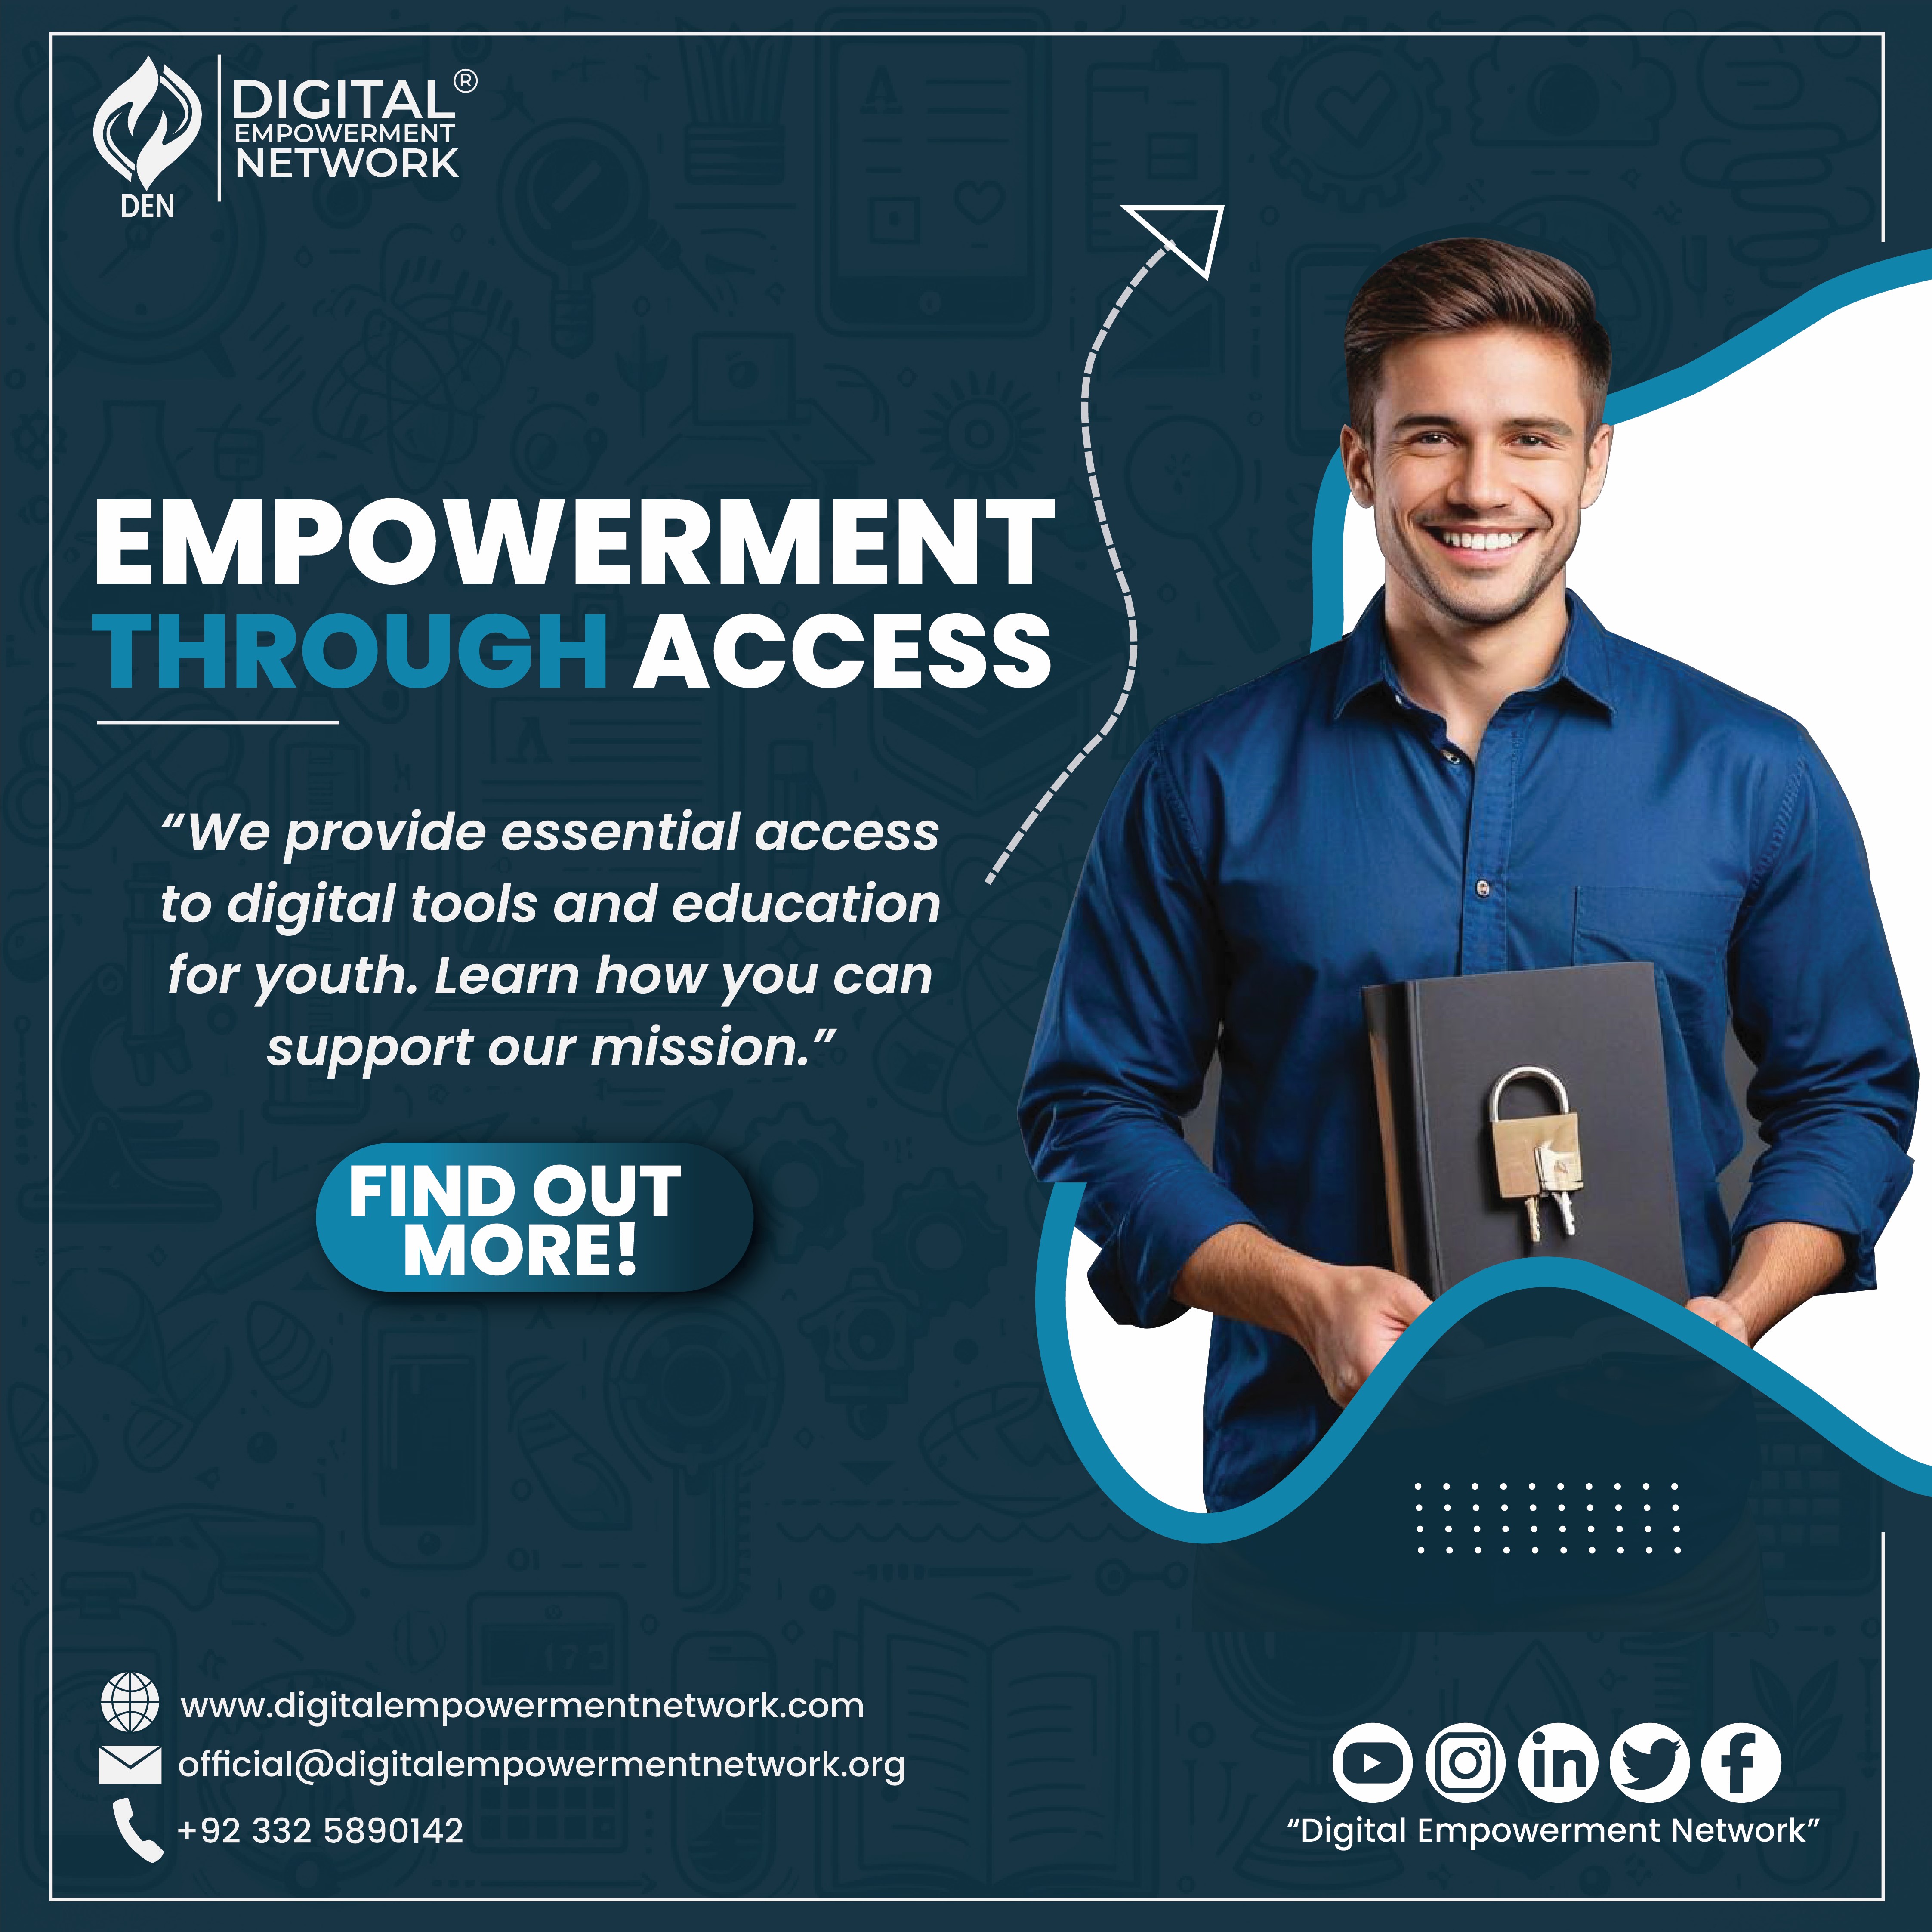 DIGITAL®
EMPOWERMENT
NETWORK
DEN
EMPOWERMENT
THROUGH ACCESS
“We provide essential access
to digital tools and education
for youth. Learn how you can
support our mission.”
FIND OUT
MORE!
www.digitalempowermentnetwork.com
official@digitalempowermentnetwork.org
+92 332 5890142
“Digital Empowerment Network”